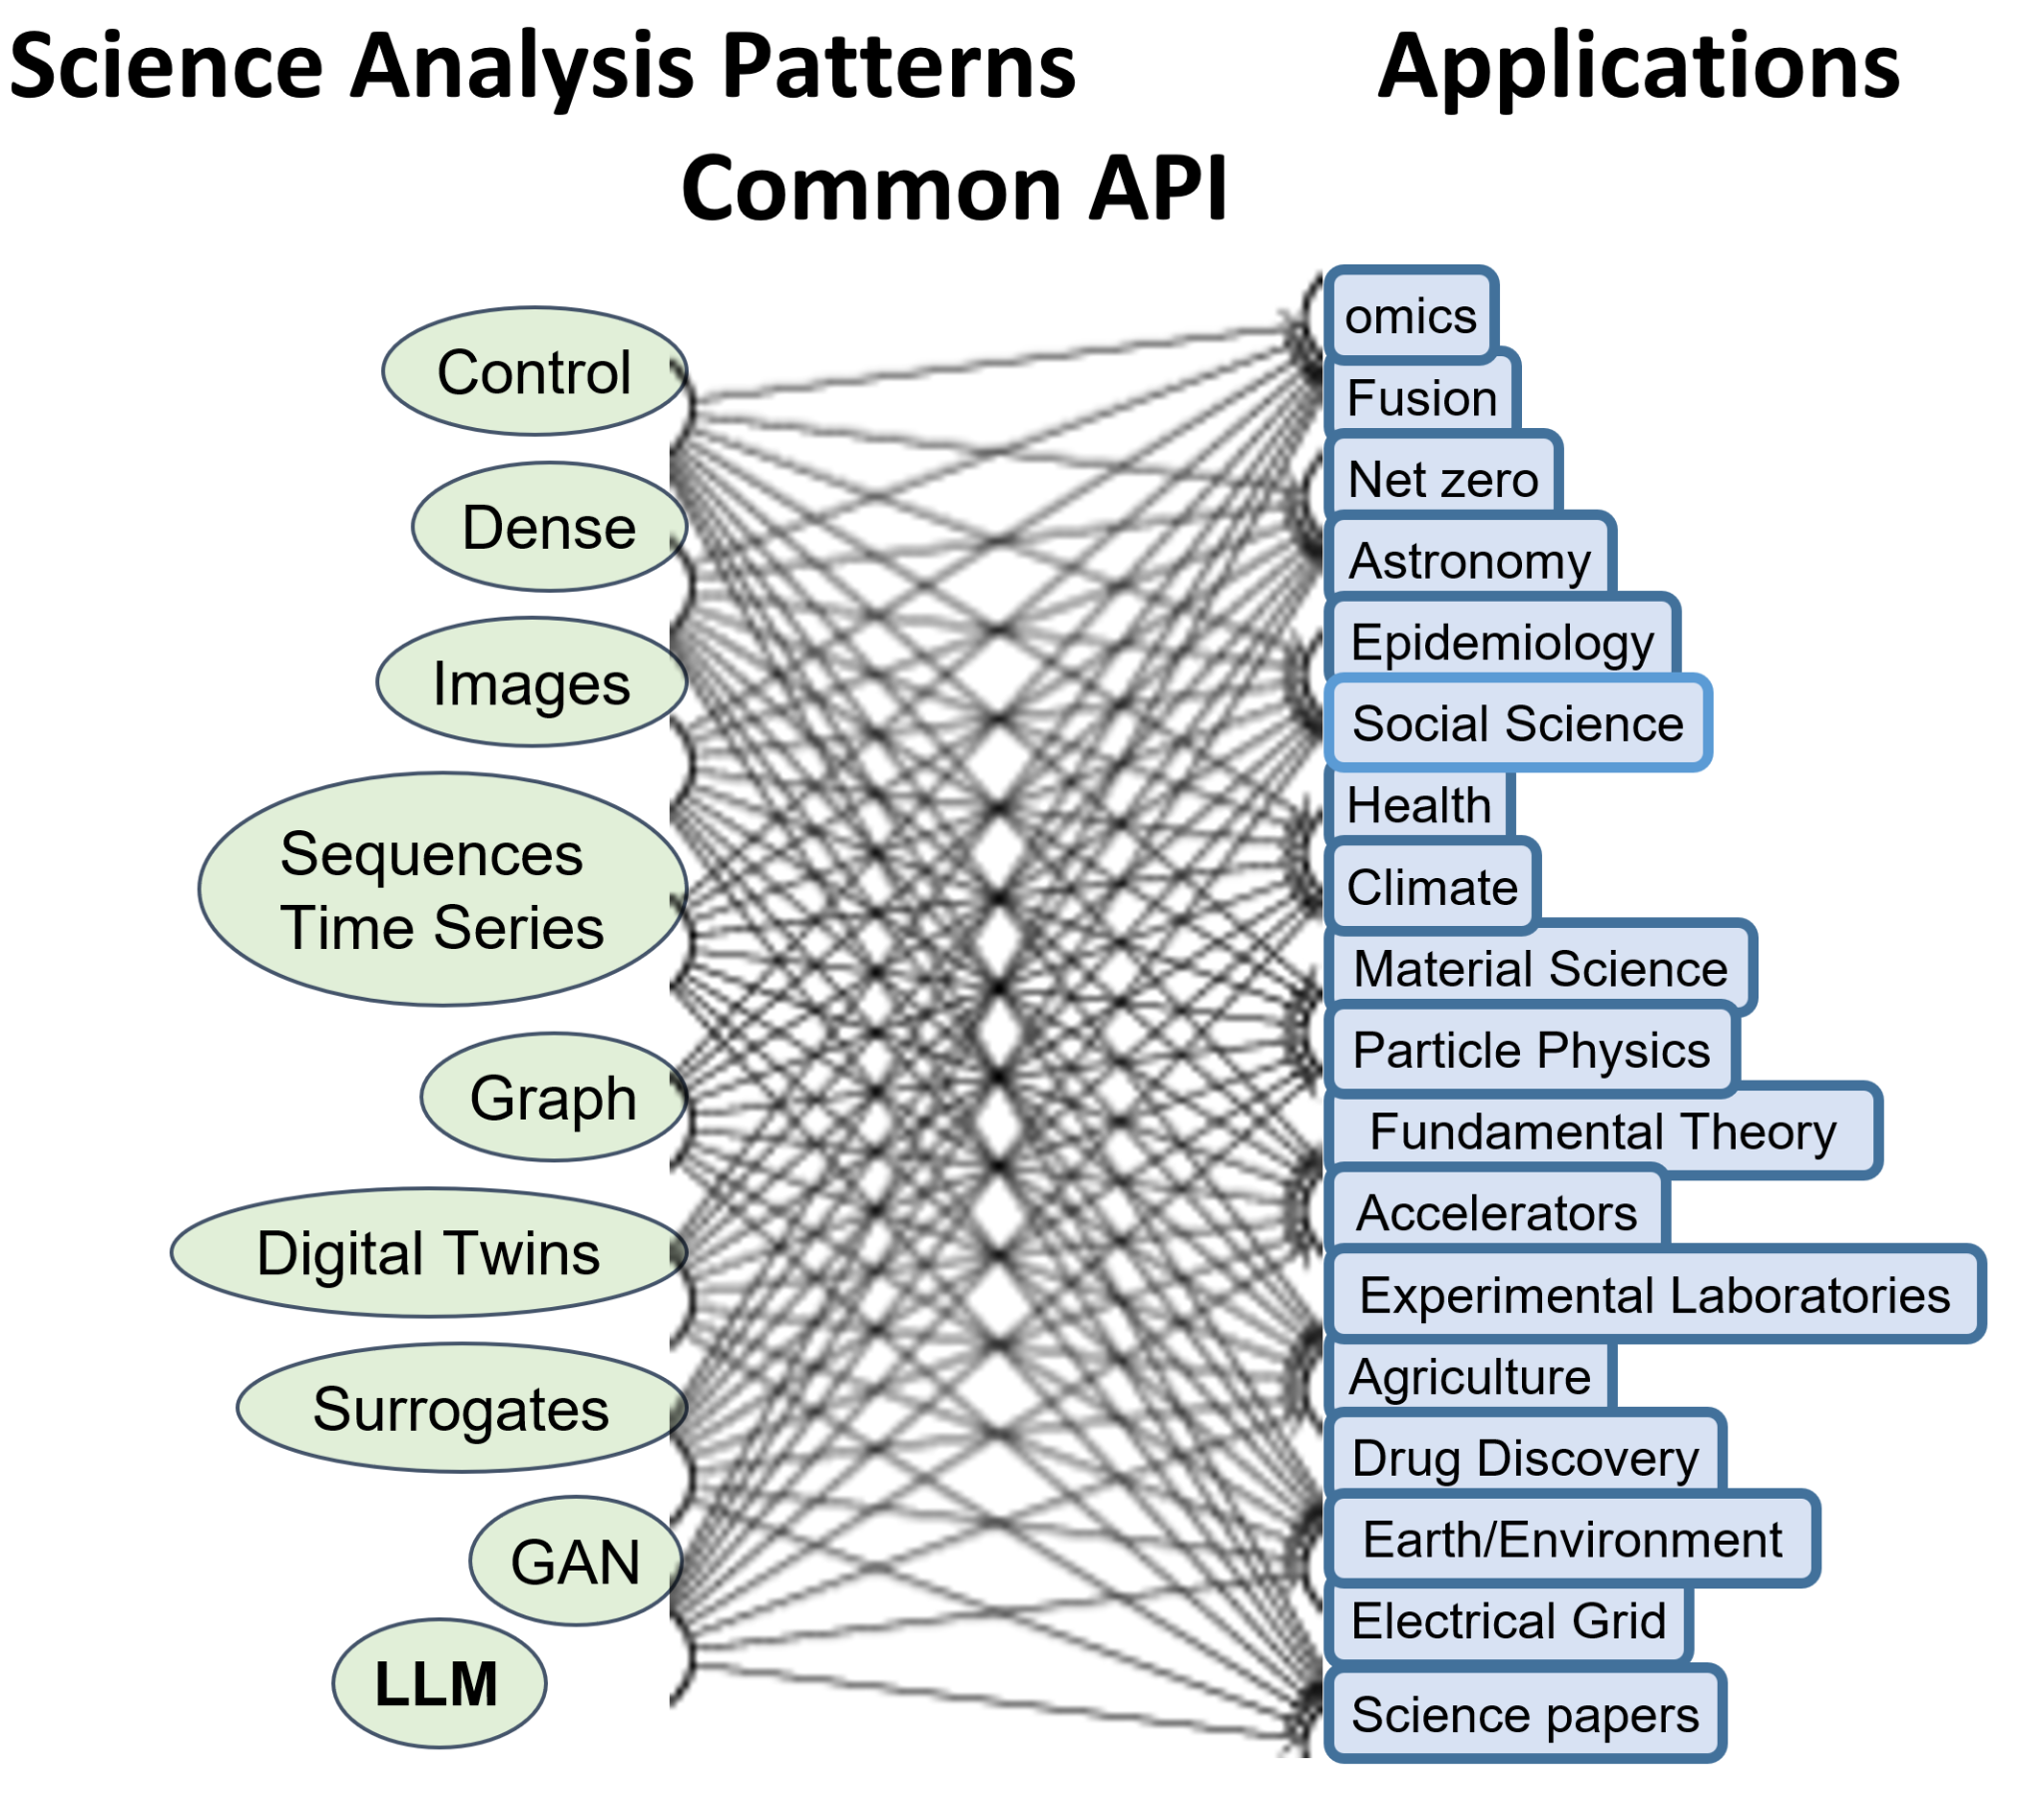 Science Analysis Patterns
Applications
Common API
Control
Dense
Images
Sequences
Time Series
Graph
Digital Twins
Surrogates
GAN
LLM
omics
Fusion
Net zero
Astronomy
Epidemiology
Social Science
Health
Climate
Material Science
Particle Physics
Fundamental Theory
Accelerators
Experimental Laboratories
Agriculture
Drug Discovery
Earth/Environment
Electrical Grid
Science papers